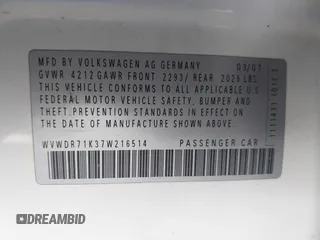 MFD BY VOLKSWAGEN AG GERMANY 03/07
GVWR 4212 GAWR FRONT 2293/ REAR 2029 LBS.
THIS VEHICLE CONFORMS TO ALL APPLICABLE U.S
FEDERAL MOTOR VEHICLE SAFETY, BUMPER AND
THEFT PREVENTION STANDARDS IN EFFECT ON THE
DATE OF MANUFACTURE SHOWN ABOVE.
WVWDR71K37W216514 PASSENGER CAR
DREAMBID